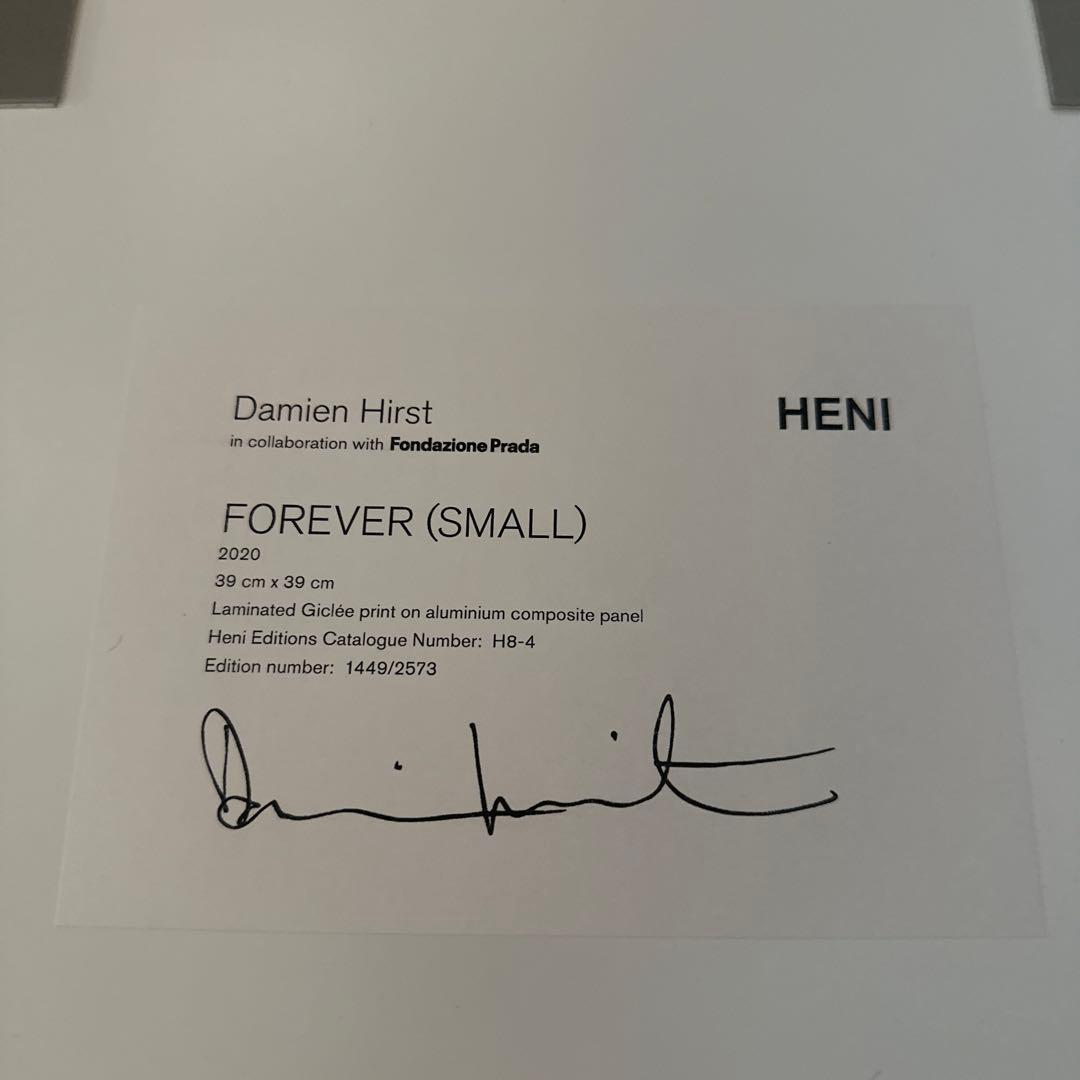 Damien Hirst
HENI
in collaboration with Fondazione Prada
FOREVER (SMALL)
2020
39 cm x 39 cm
Laminated Giclée print on aluminium composite panel
Heni Editions Catalogue Number: H8-4
Edition number: 1449/2573